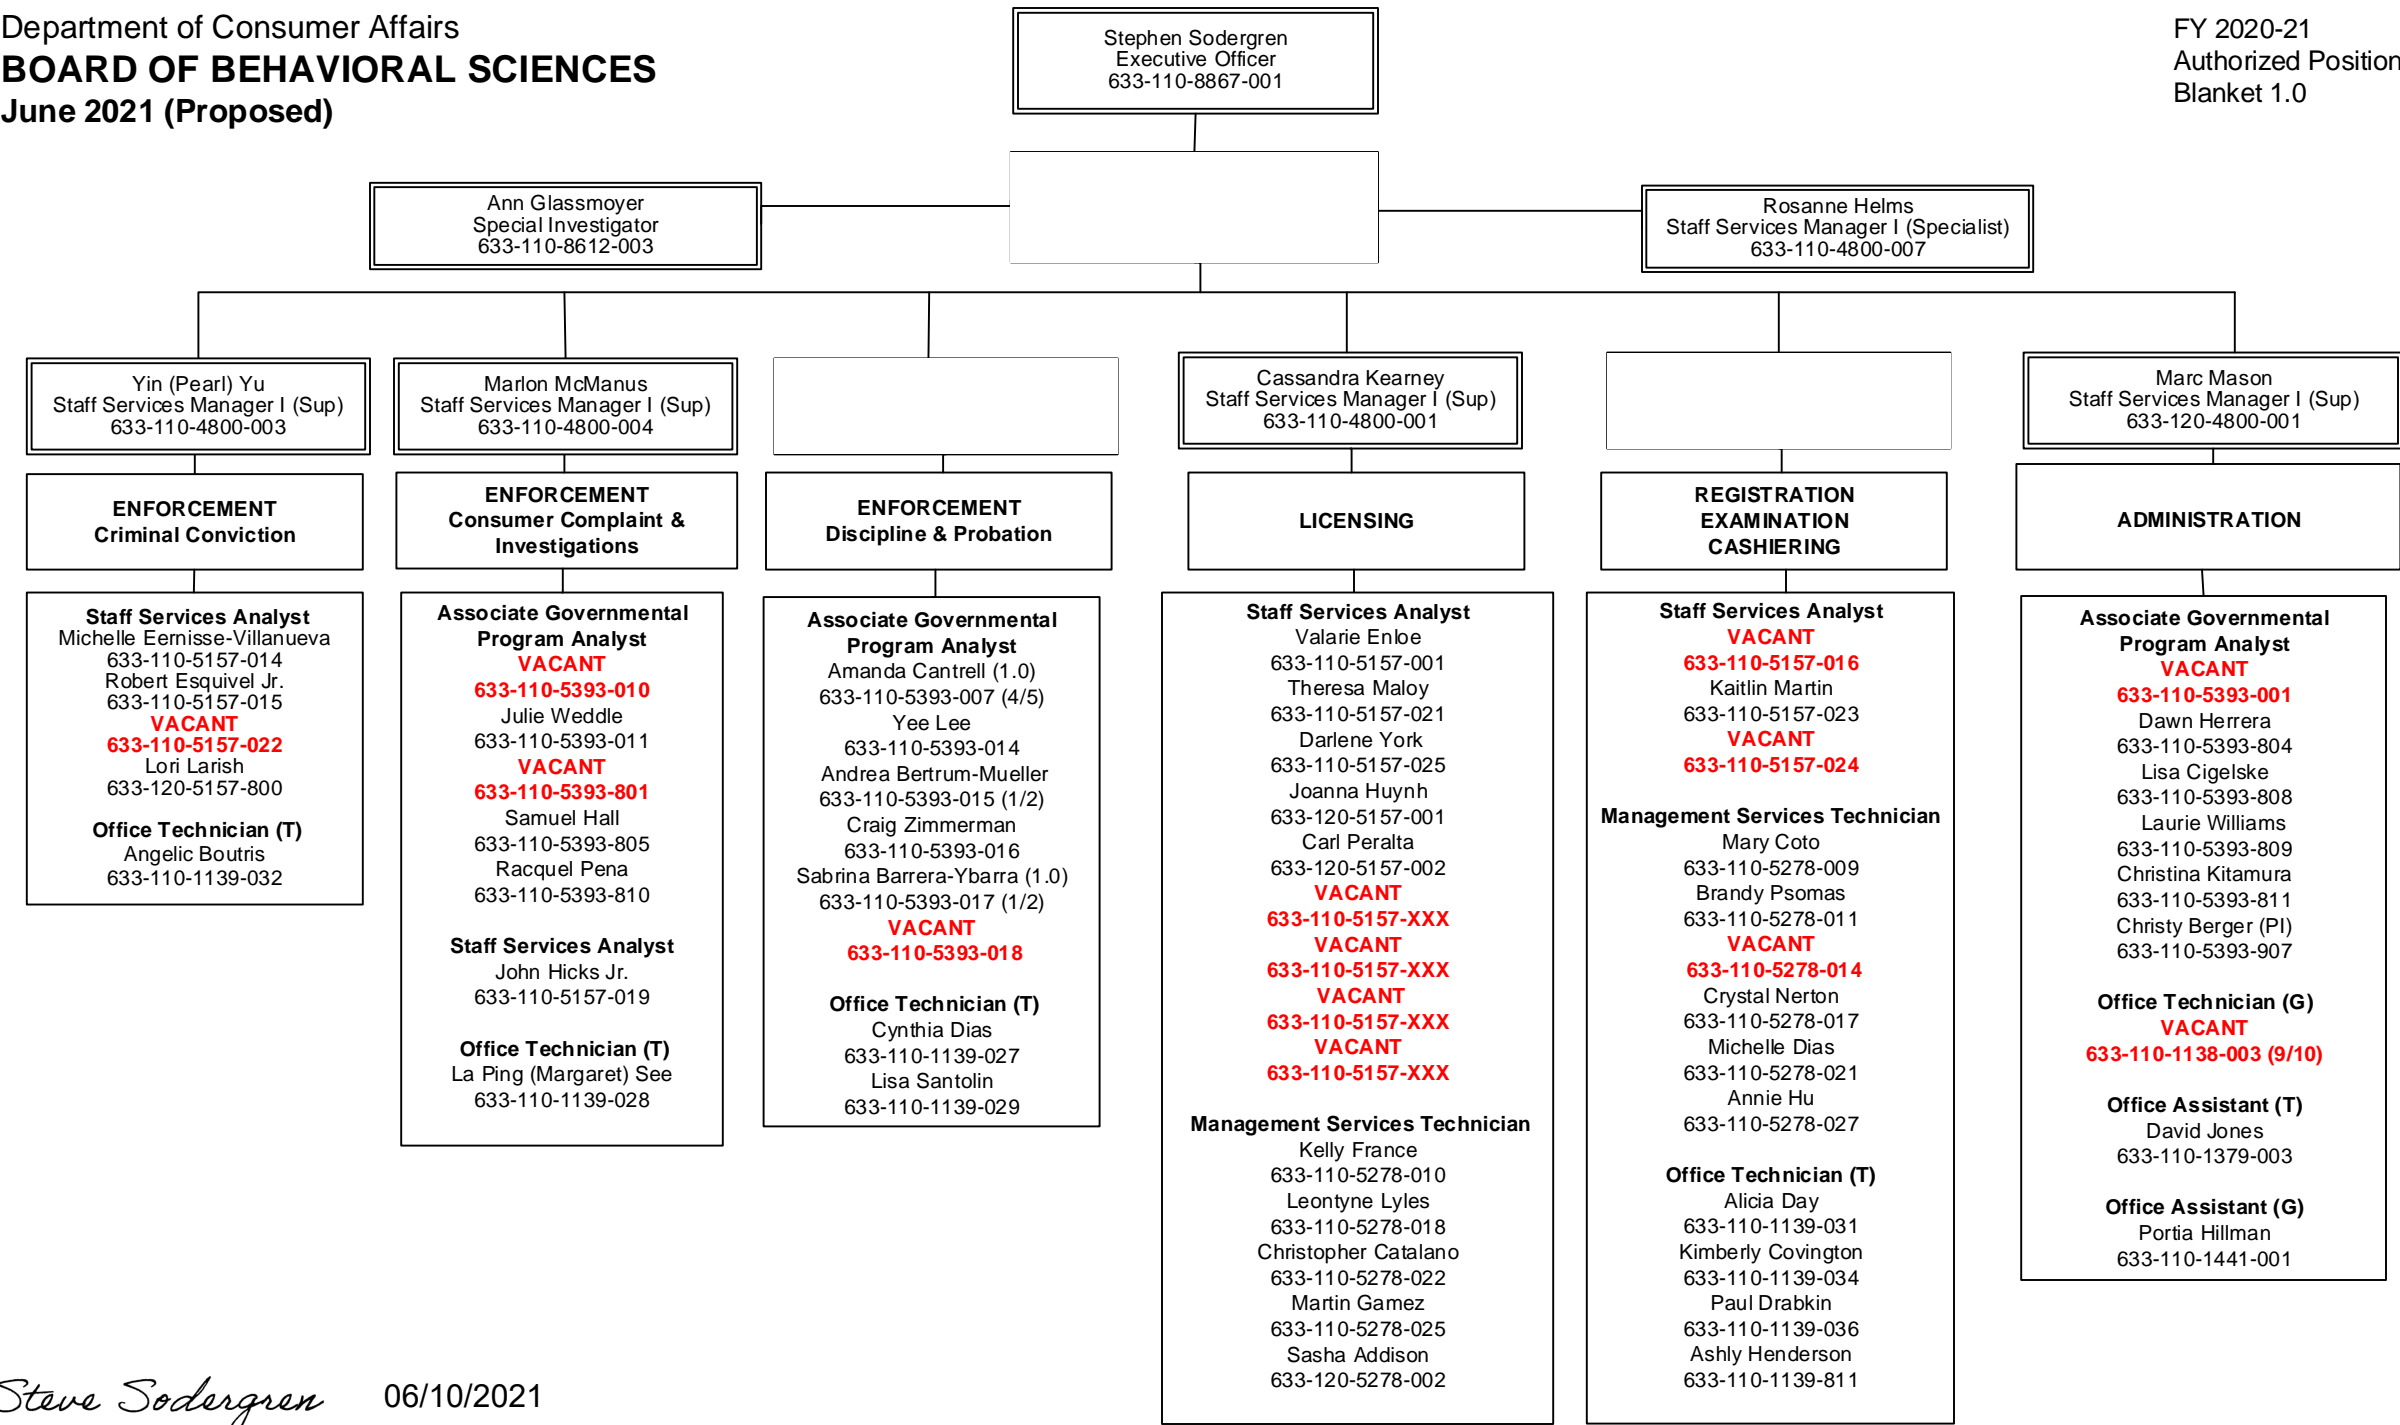 Department of Consumer Affairs
BOARD OF BEHAVIORAL SCIENCES
June 2021 (Proposed)
Stephen Sodergren
Executive Officer
633-110-8867-001
FY 2020-21
Authorized Position
Blanket 1.0
Ann Glassmoyer
Special Investigator
633-110-8612-003
Rosanne Helms
Staff Services Manager I (Specialist)
633-110-4800-007
Yin (Pearl) Yu
Staff Services Manager I (Sup)
633-110-4800-003
Marlon McManus
Staff Services Manager I (Sup)
633-110-4800-004
Cassandra Kearney
Staff Services Manager I (Sup)
633-110-4800-001
Marc Mason
Staff Services Manager I (Sup)
633-120-4800-001
ENFORCEMENT
Criminal Conviction
ENFORCEMENT
Consumer Complaint &
Investigations
ENFORCEMENT
Discipline & Probation
LICENSING
REGISTRATION
EXAMINATION
CASHIERING
ADMINISTRATION
Staff Services Analyst
Michelle Eernisse-Villanueva
633-110-5157-014
Robert Esquivel Jr.
633-110-5157-015
VACANT
633-110-5157-022
Lori Larish
633-120-5157-800
Office Technician (T)
Angelic Boutris
633-110-1139-032
Associate Governmental
Program Analyst
VACANT
633-110-5393-010
Julie Weddle
633-110-5393-011
VACANT
633-110-5393-801
Samuel Hall
633-110-5393-805
Racquel Pena
633-110-5393-810
Staff Services Analyst
John Hicks Jr.
633-110-5157-019
Office Technician (T)
La Ping (Margaret) See
633-110-1139-028
Associate Governmental
Program Analyst
Amanda Cantrell (1.0)
633-110-5393-007 (4/5)
Yee Lee
633-110-5393-014
Andrea Bertrum-Mueller
633-110-5393-015 (1/2)
Craig Zimmerman
633-110-5393-016
Sabrina Barrera-Ybarra (1.0)
633-110-5393-017 (1/2)
VACANT
633-110-5393-018
Office Technician (T)
Cynthia Dias
633-110-1139-027
Lisa Santolin
633-110-1139-029
Staff Services Analyst
Valarie Enloe
633-110-5157-001
Theresa Maloy
633-110-5157-021
Darlene York
633-110-5157-025
Joanna Huynh
633-120-5157-001
Carl Peralta
633-120-5157-002
VACANT
633-110-5157-XXX
VACANT
633-110-5157-XXX
VACANT
633-110-5157-XXX
VACANT
633-110-5157-XXX
Management Services Technician
Kelly France
633-110-5278-010
Leontyne Lyles
633-110-5278-018
Christopher Catalano
633-110-5278-022
Martin Gamez
633-110-5278-025
Sasha Addison
633-120-5278-002
Staff Services Analyst
VACANT
633-110-5157-016
Kaitlin Martin
633-110-5157-023
VACANT
633-110-5157-024
Management Services Technician
Mary Coto
633-110-5278-009
Brandy Psomas
633-110-5278-011
VACANT
633-110-5278-014
Crystal Nerton
633-110-5278-017
Michelle Dias
633-110-5278-021
Annie Hu
633-110-5278-027
Office Technician (T)
Alicia Day
633-110-1139-031
Kimberly Covington
633-110-1139-034
Paul Drabkin
633-110-1139-036
Ashly Henderson
633-110-1139-811
Associate Governmental
Program Analyst
VACANT
633-110-5393-001
Dawn Herrera
633-110-5393-804
Lisa Cigelske
633-110-5393-808
Laurie Williams
633-110-5393-809
Christina Kitamura
633-110-5393-811
Christy Berger (PI)
633-110-5393-907
Office Technician (G)
VACANT
633-110-1138-003 (9/10)
Office Assistant (T)
David Jones
633-110-1379-003
Office Assistant (G)
Portia Hillman
633-110-1441-001
Steve Sodergren 06/10/2021